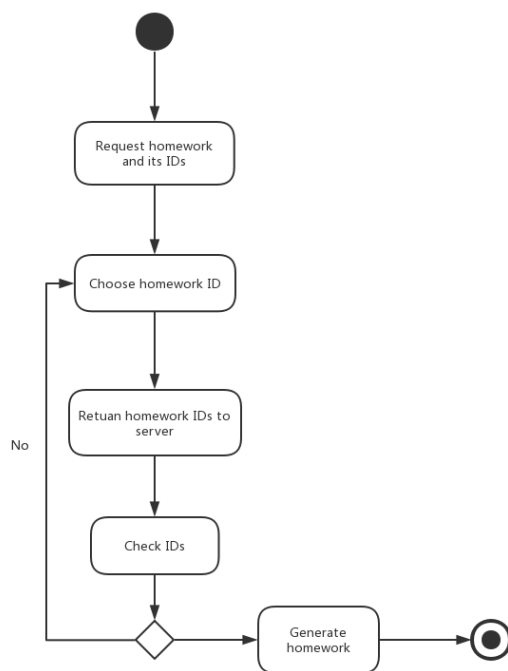 Request homework
and its IDs
Choose homework ID
Retuan homework IDs to
server
No
Check IDs
Generate
homework